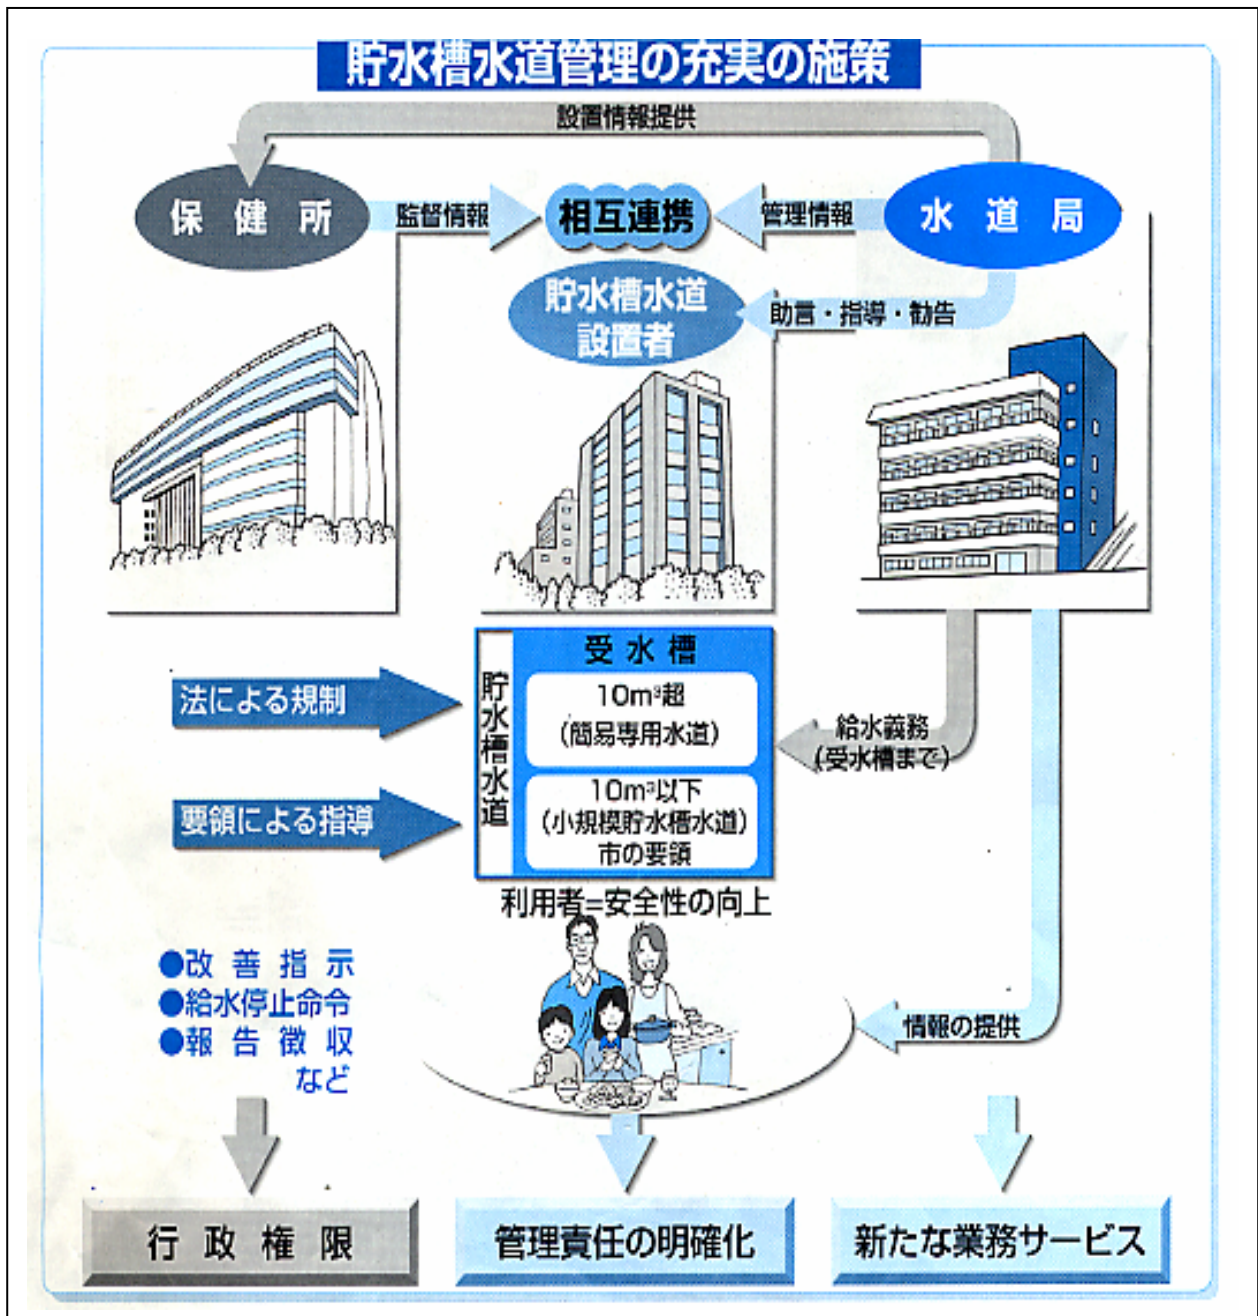 貯水槽水道管理の充実の施策
設置情報提供
保健所
監督情報
相互連携
管理情報
水道局
貯水槽水道
設置者
助言・指導・勧告
法による規制
要領による指導
貯水槽水道
受水槽
10m³超
(簡易専用水道)
10m³以下
(小規模貯水槽水道)
市の要領
給水義務
(受水槽まで)
利用者=安全性の向上
●改善指示
●給水停止命令
●報告徴収
など
情報の提供
行政権限
管理責任の明確化
新たな業務サービス